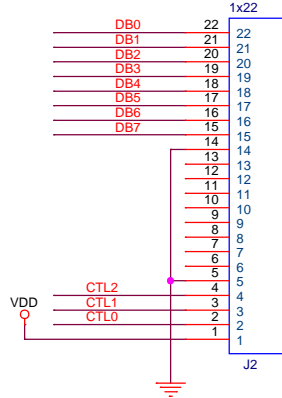 1x22
DB0 22 22
DB1 21 21
DB2 20 20
DB3 19 19
DB4 18 18
DB5 17 17
DB6 16 16
DB7 15 15
14 14
13 13
12 12
11 11
10 10
9 9
8 8
7 7
6 6
5 5
CTL2 4 4
VDD CTL1 3 3
CTL0 2 2
1 1
J2